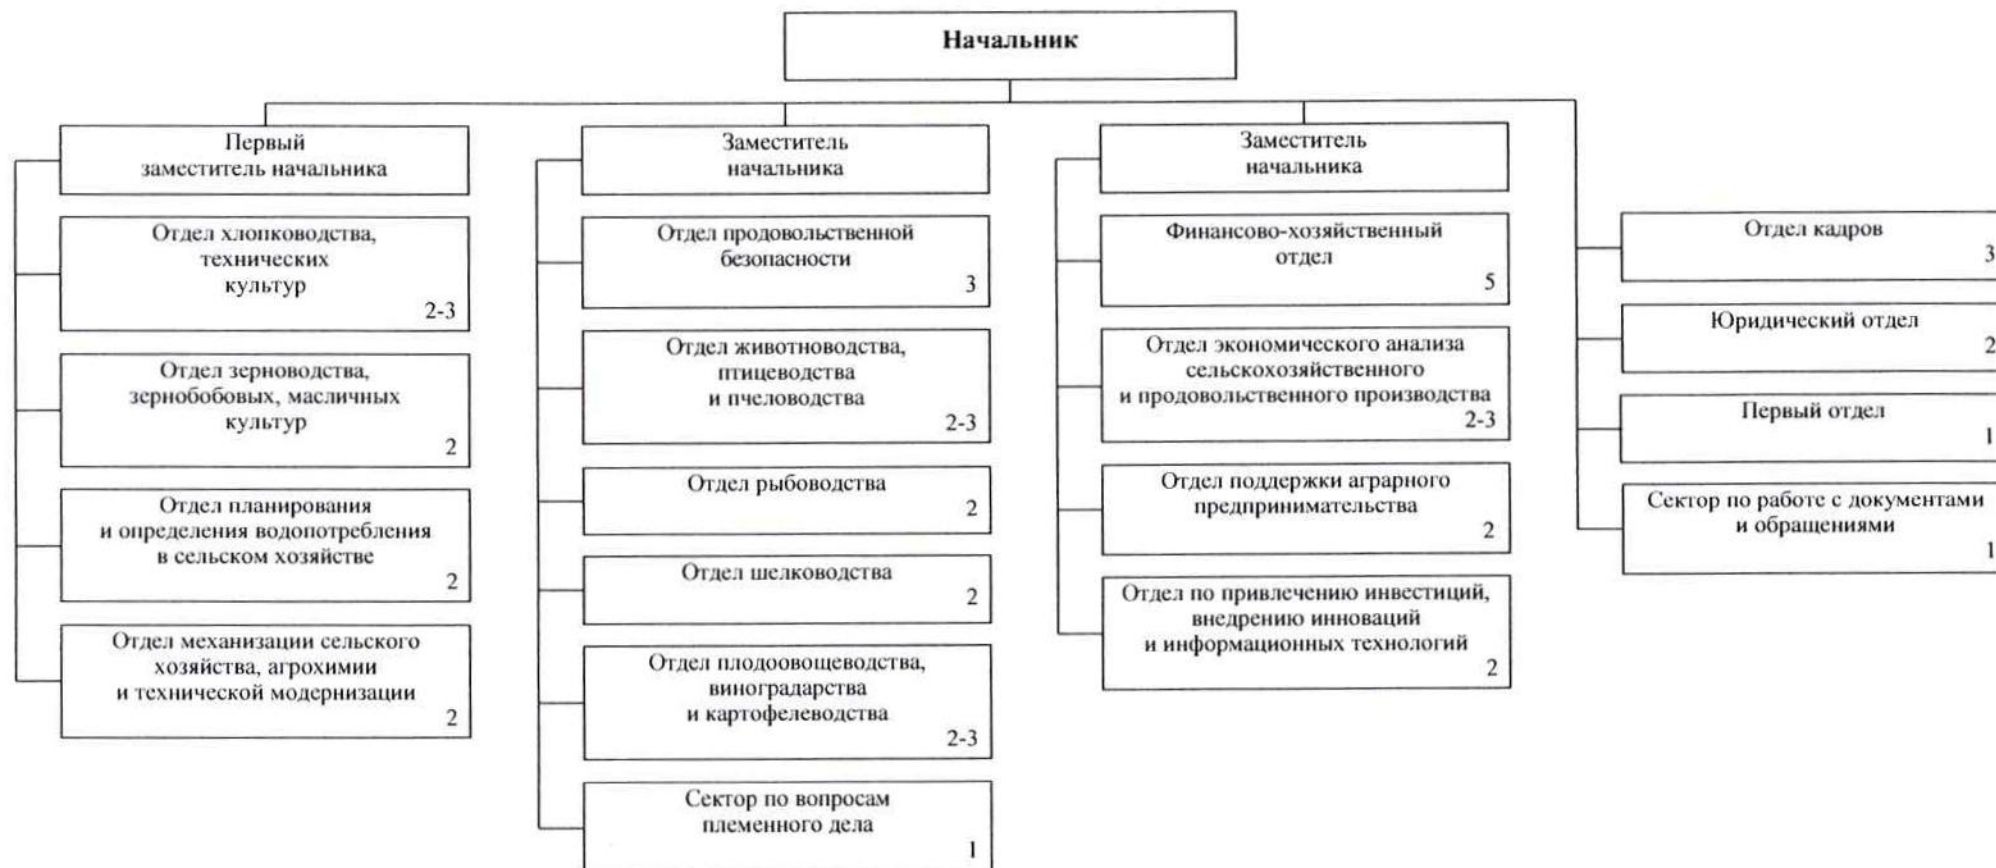 Начальник
Первый
заместитель начальника
Отдел хлопководства,
технических
культур
2-3
Отдел зерноводства,
зернобобовых, масличных
культур
2
Отдел планирования
и определения водопотребления
в сельском хозяйстве
2
Отдел механизации сельского
хозяйства, агрохимии
и технической модернизации
2
Заместитель
начальника
Отдел продовольственной
безопасности
3
Отдел животноводства,
птицеводства
и пчеловодства
2-3
Отдел рыбоводства
2
Отдел шелководства
2
Отдел плодоовощеводства,
виноградарства
и картофелеводства
2-3
Сектор по вопросам
племенного дела
1
Заместитель
начальника
Финансово-хозяйственный
отдел
5
Отдел экономического анализа
сельскохозяйственного
и продовольственного производства
2-3
Отдел поддержки аграрного
предпринимательства
2
Отдел по привлечению инвестиций,
внедрению инноваций
и информационных технологий
2
Отдел кадров
3
Юридический отдел
2
Первый отдел
1
Сектор по работе с документами
и обращениями
1